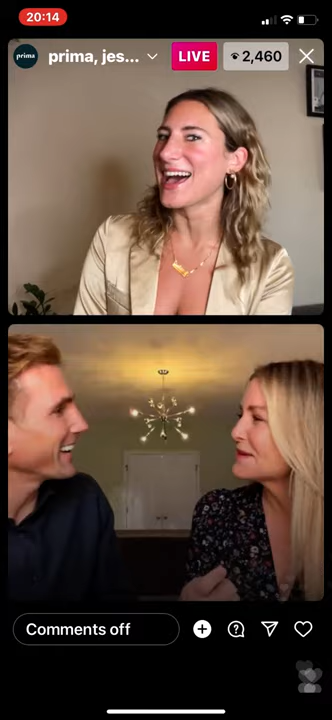 20:14
prima
prima, jes...
LIVE
2,460
Comments off